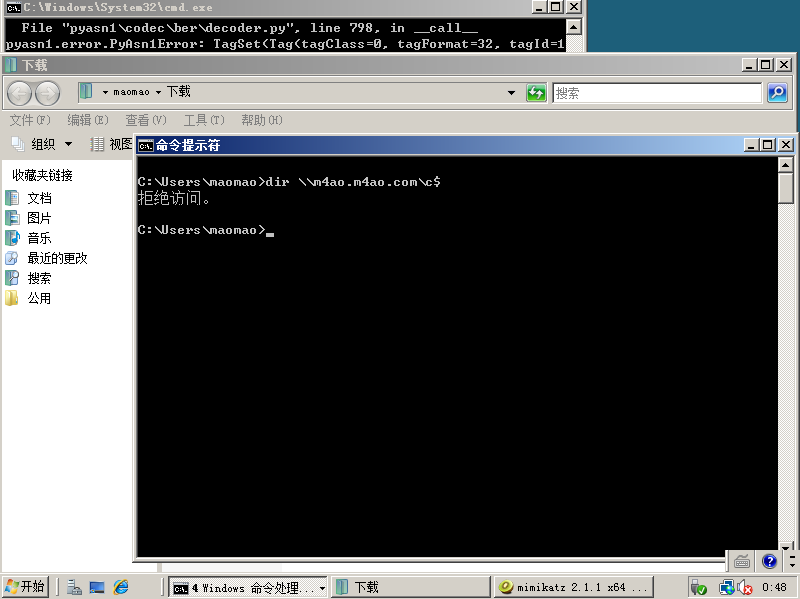 C:\Windows\System32\cmd.exe
File "pyasn1\codec\ber\decoder.py", line 798, in __call__
pyasn1.error.PyAsn1Error: TagSet(Tag(tagClass=0, tagFormat=32, tagId=1
下载
maomao 下载
搜索
文件(F) 编辑(E) 查看(V) 工具(T) 帮助(H)
组织 视图
收藏夹链接
文档
图片
音乐
最近的更改
搜索
公用
C:\ 命令提示符
C:\Users\maomao>dir \\m4ao.m4ao.com\c$
拒绝访问。
C:\Users\maomao>_
开始
4 Windows 命令处理...
下载
mimikatz 2.1.1 x64 ...
0:48